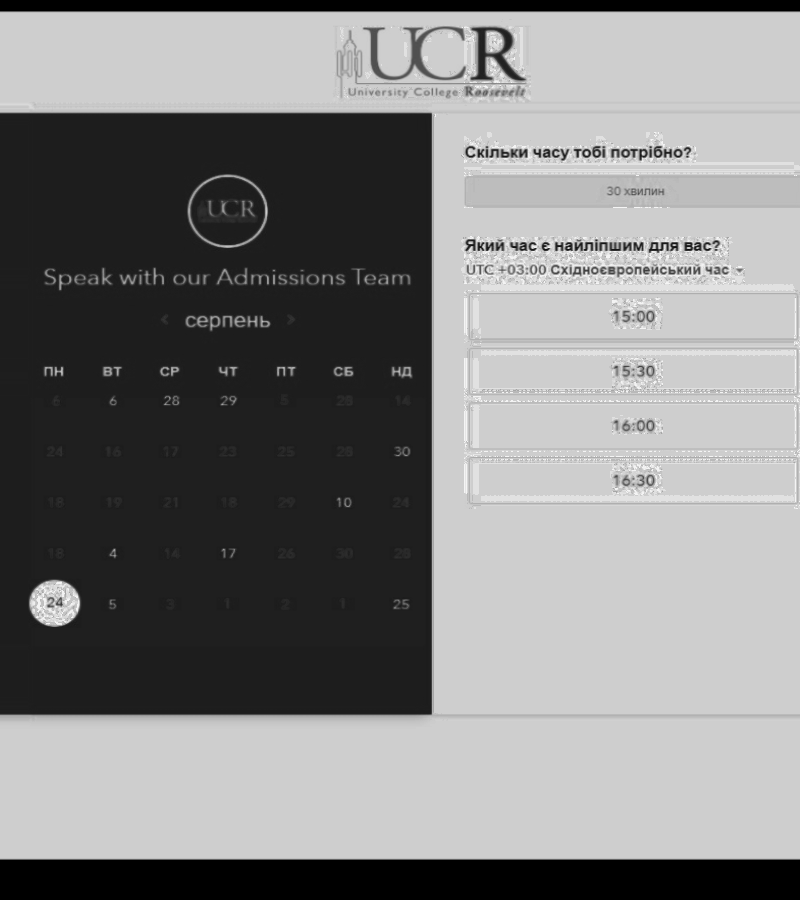 UCR
University College Roosevelt
UCR
Speak with our Admissions Team
< серпень >
ПН ВТ СР ЧТ ПТ СБ НД
6 6 28 29 5 28 14
24 16 17 23 25 28 30
18 19 21 18 29 10 24
18 4 14 17 26 30 28
24 5 3 1 2 1 25
Скільки часу тобі потрібно?
30 хвилин
Який час є найліпшим для вас?
UTC +03:00 Східноєвропейський час
15:00
15:30
16:00
16:30